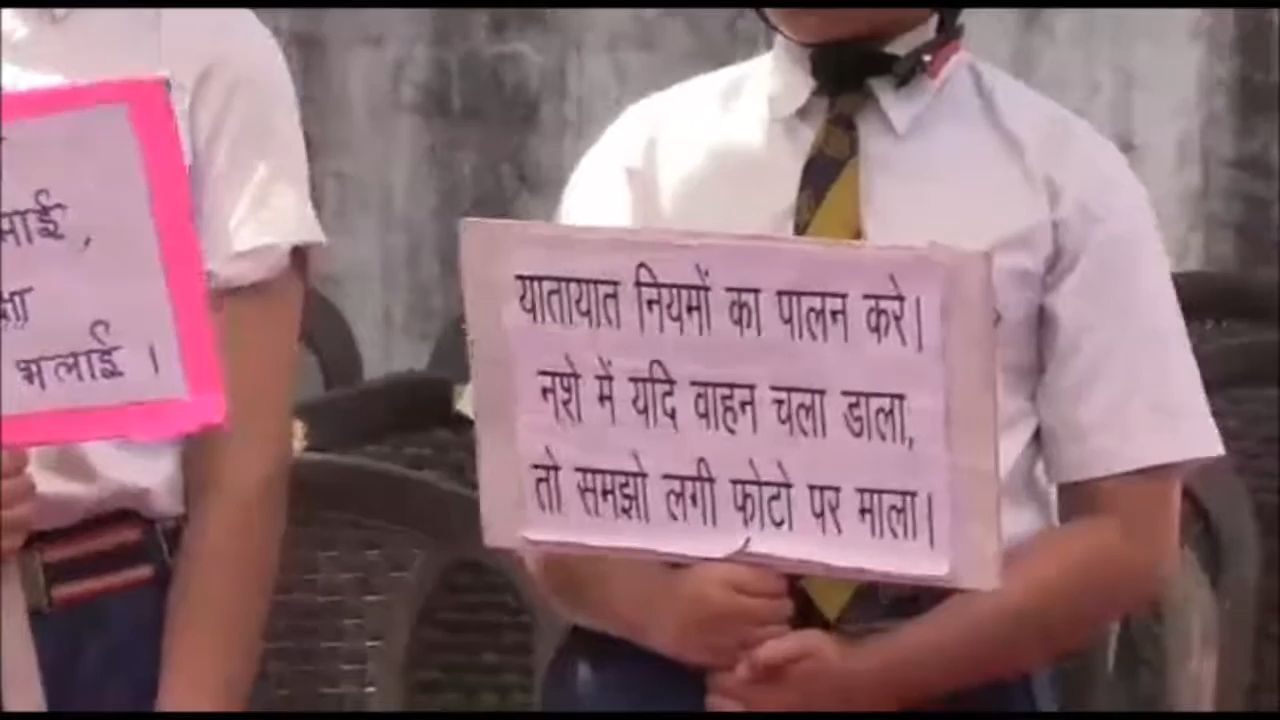 भलाई ।
यातायात नियमों का पालन करे।
नशे में यदि वाहन चला डाला,
तो समझो लगी फोटो पर माला।